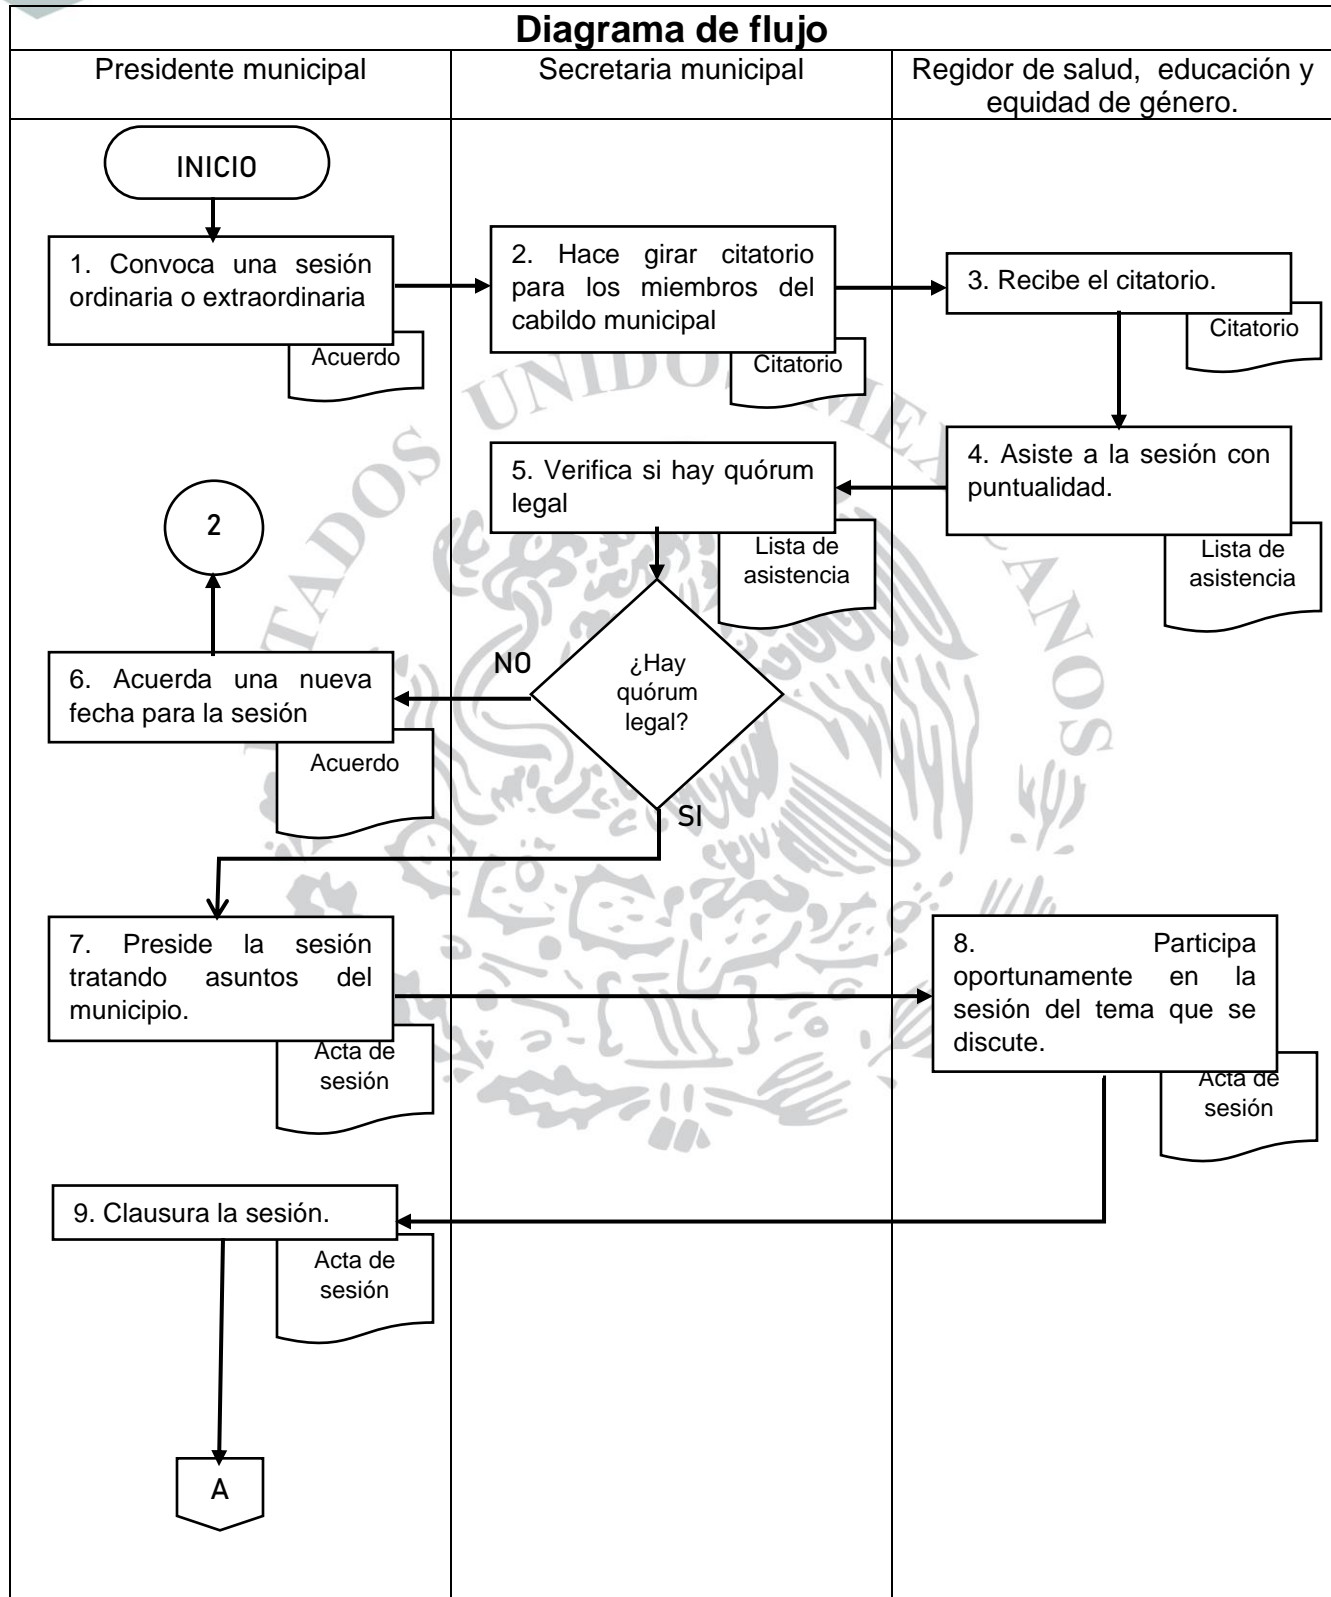 Diagrama de flujo
Presidente municipal
Secretaria municipal
Regidor de salud, educación y
equidad de género.
INICIO
1. Convoca una sesión
ordinaria o extraordinaria
Acuerdo
2. Hace girar citatorio
para los miembros del
cabildo municipal
Citatorio
3. Recibe el citatorio.
Citatorio
4. Asiste a la sesión con
puntualidad.
Lista de
asistencia
5. Verifica si hay quórum
legal
Lista de
asistencia
2
¿Hay
quórum
legal?
NO
SI
6. Acuerda una nueva
fecha para la sesión
Acuerdo
7. Preside la sesión
tratando asuntos del
municipio.
Acta de
sesión
8. Participa
oportunamente en la
sesión del tema que se
discute.
Acta de
sesión
9. Clausura la sesión.
Acta de
sesión
A
UNIDOS MEXICANOS